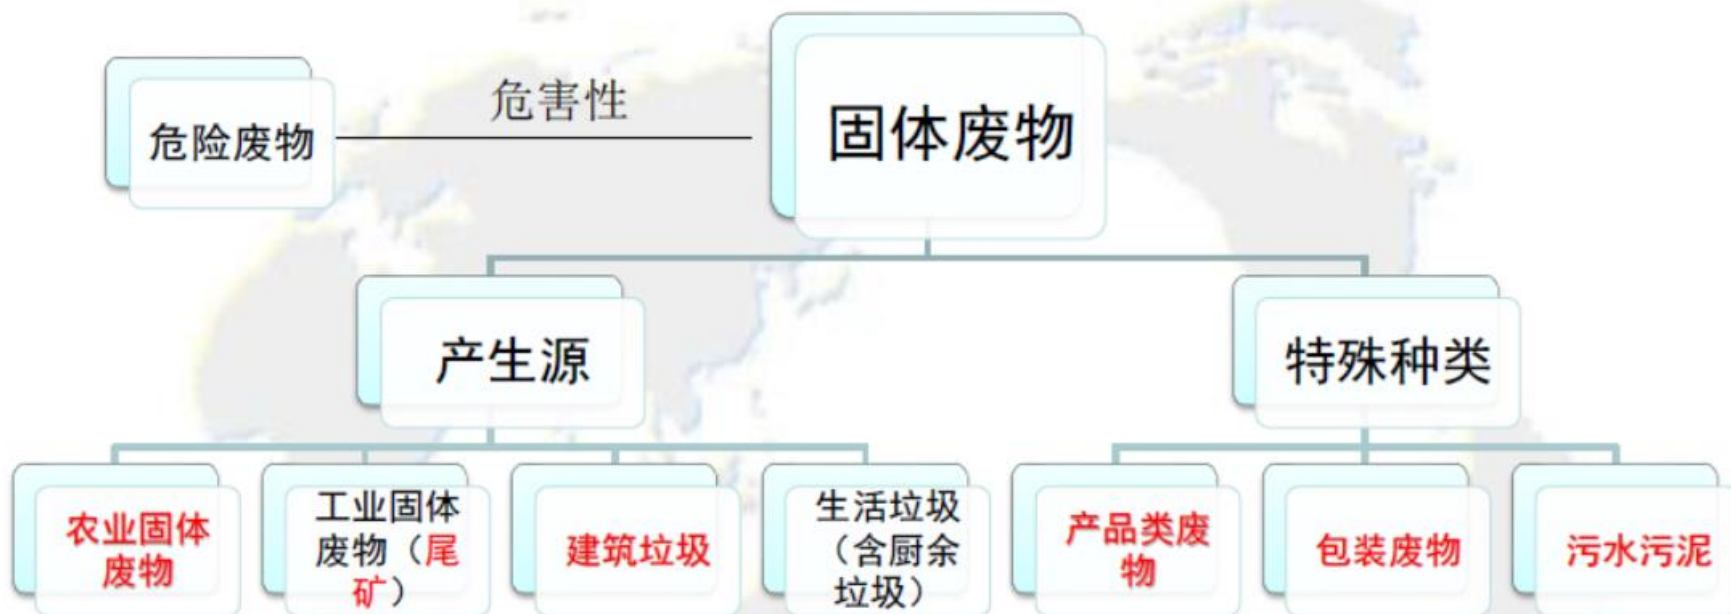 危险废物
危害性
固体废物
产生源
特殊种类
农业固体
废物
工业固体
废物（尾
矿）
建筑垃圾
生活垃圾
（含厨余
垃圾）
产品类废
物
包装废物
污水污泥